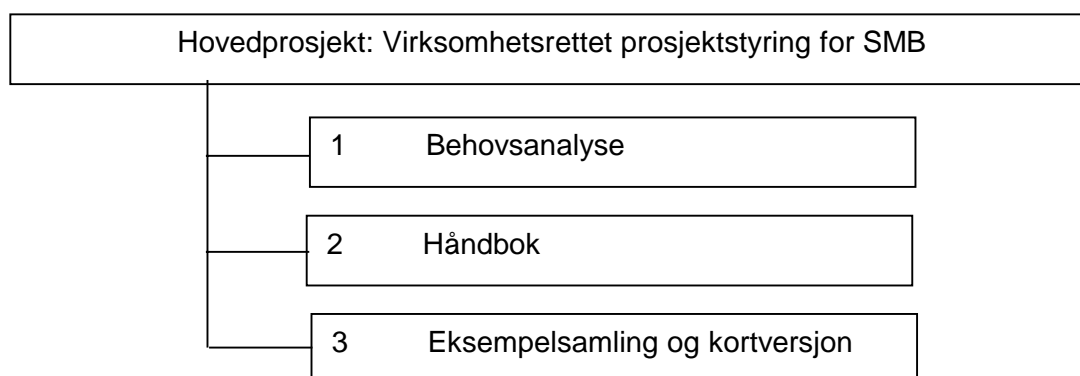 Hovedprosjekt: Virksomhetsrettet prosjektstyring for SMB
1 Behovsanalyse
2 Håndbok
3 Eksempelsamling og kortversjon